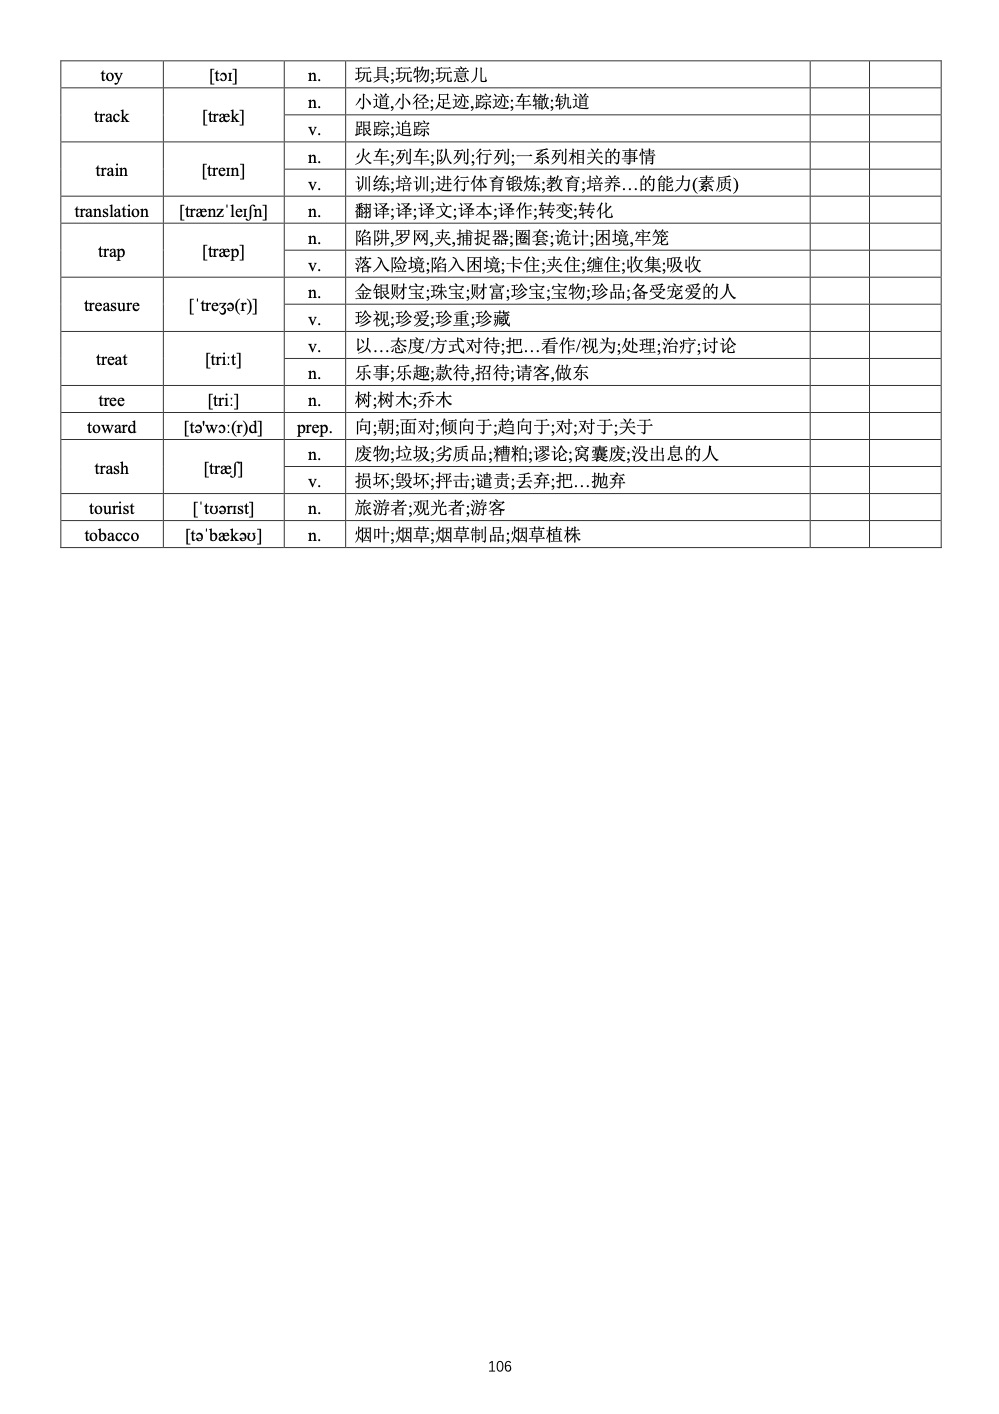 toy [tɔɪ] n. 玩具;玩物;玩意儿
track [træk] n. 小道,小径;足迹,踪迹;车辙;轨道
v. 跟踪;追踪
train [treɪn] n. 火车;列车;队列;行列;一系列相关的事情
v. 训练;培训;进行体育锻炼;教育;培养…的能力(素质)
translation [trænzˈleɪʃn] n. 翻译;译;译文;译本;译作;转变;转化
trap [træp] n. 陷阱,罗网,夹,捕捉器;圈套;诡计;困境,牢笼
v. 落入险境;陷入困境;卡住;夹住;缠住;收集;吸收
treasure [ˈtreʒə(r)] n. 金银财宝;珠宝;财富;珍宝;宝物;珍品;备受宠爱的人
v. 珍视;珍爱;珍重;珍藏
treat [triːt] v. 以…态度/方式对待;把…看作/视为;处理;治疗;讨论
n. 乐事;乐趣;款待,招待;请客,做东
tree [triː] n. 树;树木;乔木
toward [tə'wɔː(r)d] prep. 向;朝;面对;倾向于;趋向于;对;对于;关于
trash [træʃ] n. 废物;垃圾;劣质品;糟粕;谬论;窝囊废;没出息的人
v. 损坏;毁坏;抨击;谴责;丢弃;把…抛弃
tourist [ˈtʊərɪst] n. 旅游者;观光者;游客
tobacco [təˈbækəʊ] n. 烟叶;烟草;烟草制品;烟草植株
106